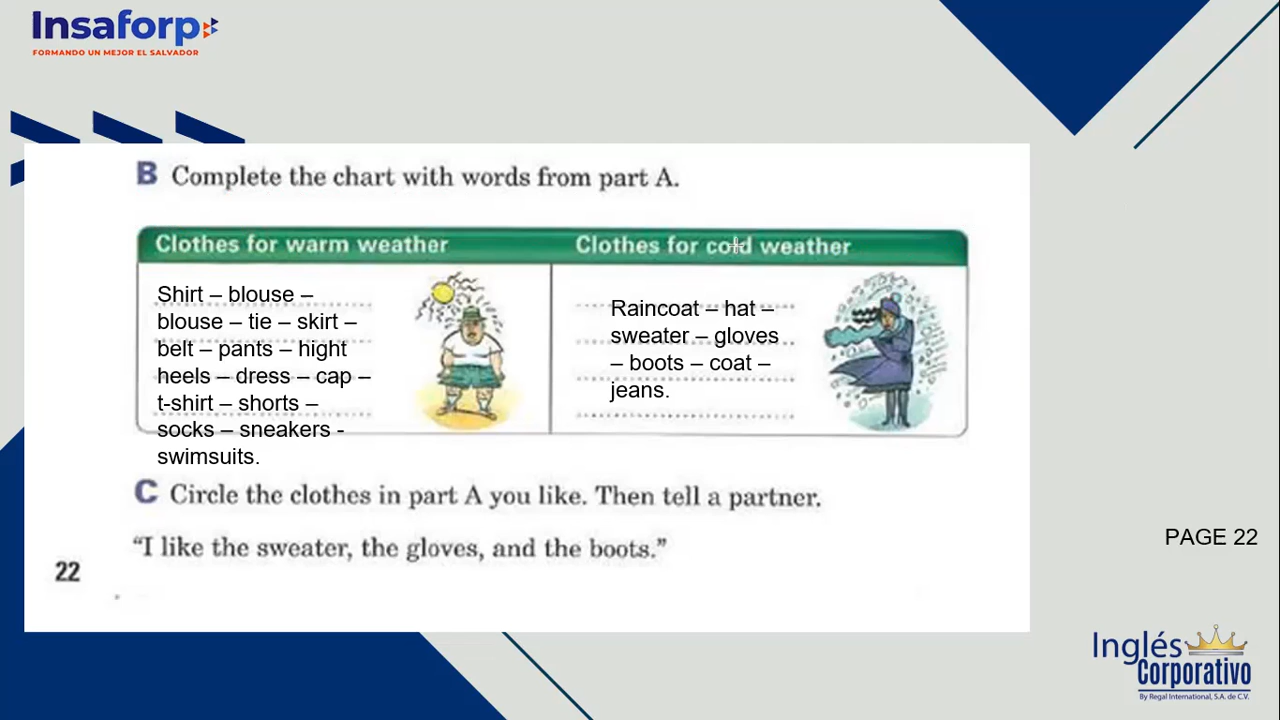 Insaforp
FORMANDO UN MEJOR EL SALVADOR
B Complete the chart with words from part A.
Clothes for warm weather
Shirt – blouse –
blouse – tie – skirt –
belt – pants – hight
heels – dress – cap –
t-shirt – shorts –
socks – sneakers -
swimsuits.
Clothes for cold weather
Raincoat – hat –
sweater – gloves
– boots – coat –
jeans.
C Circle the clothes in part A you like. Then tell a partner.
“I like the sweater, the gloves, and the boots.”
22
PAGE 22
Inglés
Corporativo
By Regal International, S.A. de C.V.